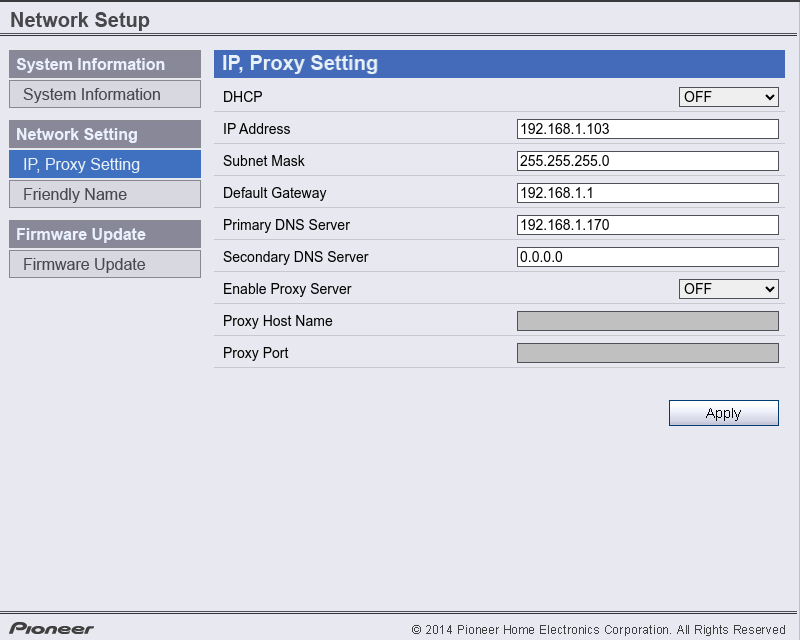 Network Setup
System Information
System Information
Network Setting
IP, Proxy Setting
Friendly Name
Firmware Update
Firmware Update
IP, Proxy Setting
DHCP OFF
IP Address 192.168.1.103
Subnet Mask 255.255.255.0
Default Gateway 192.168.1.1
Primary DNS Server 192.168.1.170
Secondary DNS Server 0.0.0.0
Enable Proxy Server OFF
Proxy Host Name
Proxy Port
Apply
Pioneer © 2014 Pioneer Home Electronics Corporation. All Rights Reserved